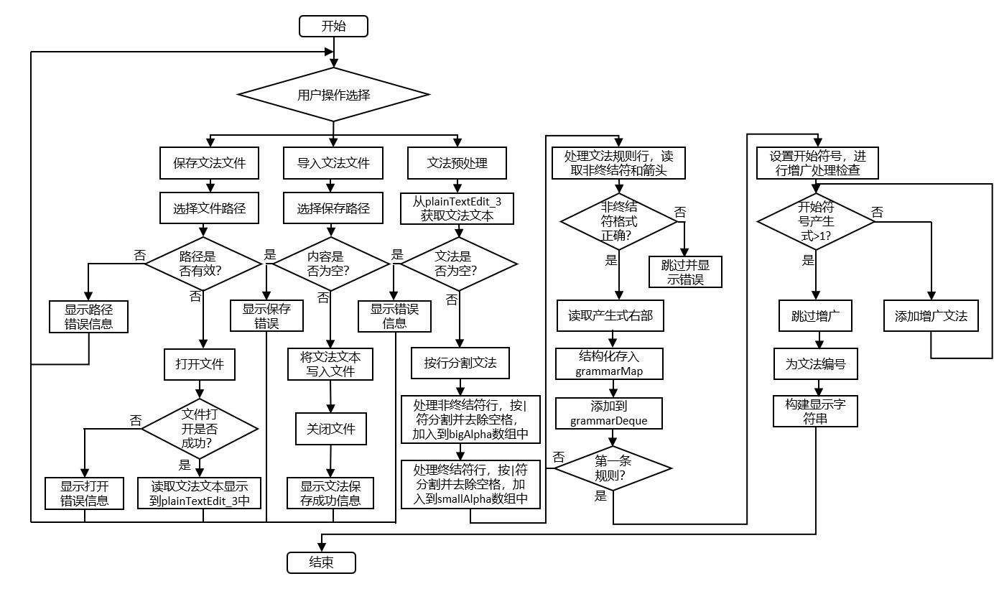 开始
用户操作选择
保存文法文件
选择文件路径
否
路径是
否有效?
否
显示路径
错误信息
打开文件
否
文件打
开是否
成功?
是
显示打开
错误信息
读取文法文本显示
到plainTextEdit_3中
导入文法文件
选择保存路径
是
内容是
否为空?
否
显示保存
错误
将文法文本
写入文件
关闭文件
显示文法保
存成功信息
文法预处理
从plainTextEdit_3
获取文法文本
是
文法是
否为空?
否
显示错误
信息
按行分割文法
处理非终结符行，按|
符分割并去除空格，
加入到bigAlpha数组中
处理终结符行，按|符
分割并去除空格，加
入到smallAlpha数组中
处理文法规则行，读
取非终结符和箭头
非终结
符格式
正确?
否
是
跳过并显
示错误
读取产生式右部
结构化存入
grammarMap
添加到
grammarDeque
否
第一条
规则?
是
设置开始符号，进
行增广处理检查
开始符
号产生
式>1?
否
是
跳过增广
添加增广文法
为文法编号
构建显示字
符串
结束